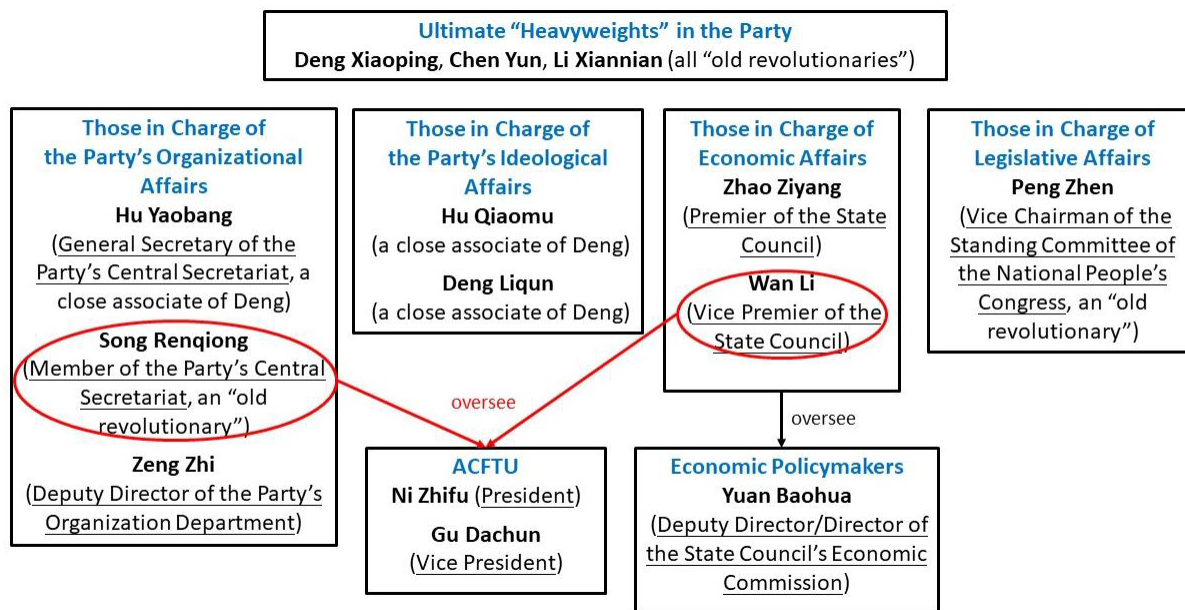 Ultimate “Heavyweights” in the Party
Deng Xiaoping, Chen Yun, Li Xiannian (all “old revolutionaries”)
Those in Charge of
the Party’s Organizational
Affairs
Hu Yaobang
(General Secretary of the
Party’s Central Secretariat, a
close associate of Deng)
Song Renqiong
(Member of the Party’s Central
Secretariat, an “old
revolutionary”)
Zeng Zhi
(Deputy Director of the Party’s
Organization Department)
Those in Charge of
the Party’s Ideological
Affairs
Hu Qiaomu
(a close associate of Deng)
Deng Liqun
(a close associate of Deng)
Those in Charge of
Economic Affairs
Zhao Ziyang
(Premier of the State
Council)
Wan Li
(Vice Premier of the
State Council)
Those in Charge of
Legislative Affairs
Peng Zhen
(Vice Chairman of the
Standing Committee of
the National People’s
Congress, an “old
revolutionary”)
oversee
oversee
ACFTU
Ni Zhifu (President)
Gu Dachun
(Vice President)
Economic Policymakers
Yuan Baohua
(Deputy Director/Director of
the State Council’s Economic
Commission)